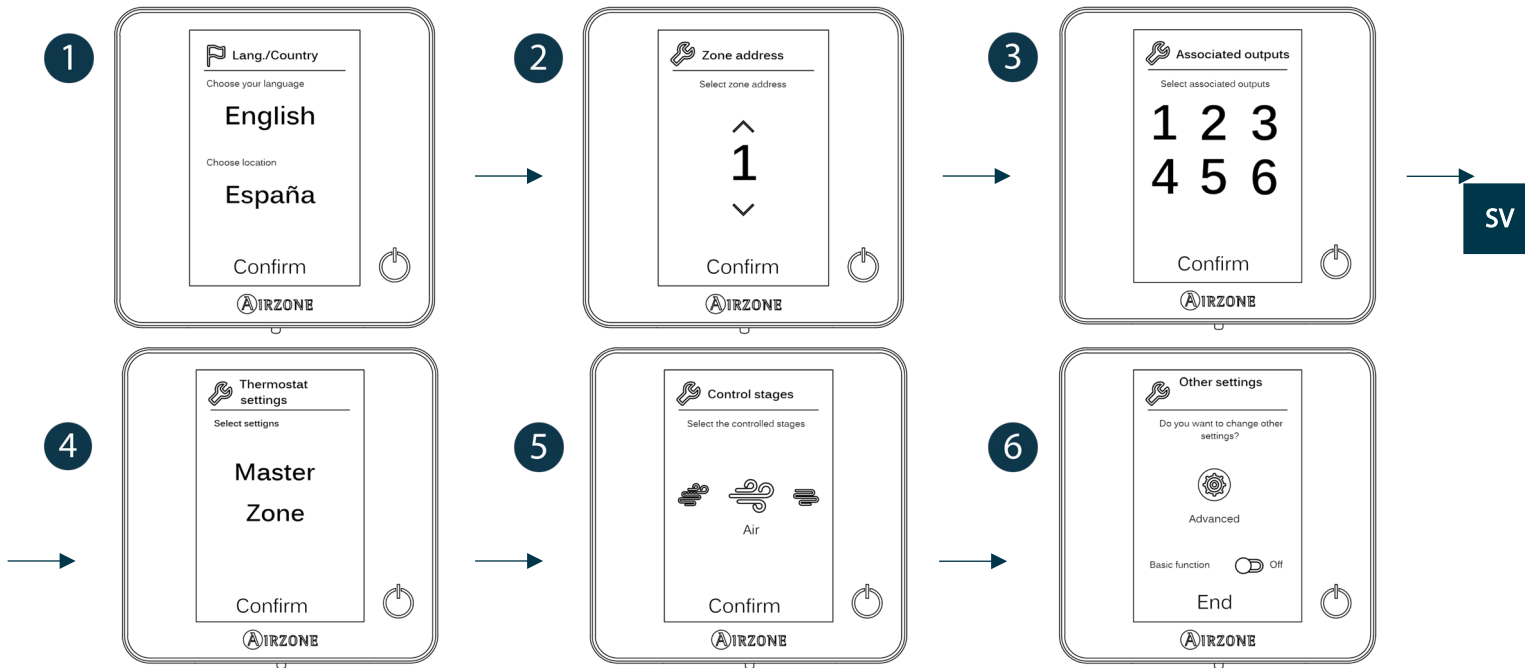 1
Lang./Country
Choose your language
English
Choose location
España
Confirm
AIRZONE
2
Zone address
Select zone address
1
Confirm
AIRZONE
3
Associated outputs
Select associated outputs
1 2 3
4 5 6
Confirm
AIRZONE
SV
4
Thermostat
settings
Select settigns
Master
Zone
Confirm
AIRZONE
5
Control stages
Select the controlled stages
Air
Confirm
AIRZONE
6
Other settings
Do you want to change other
settings?
Advanced
Basic function Off
End
AIRZONE